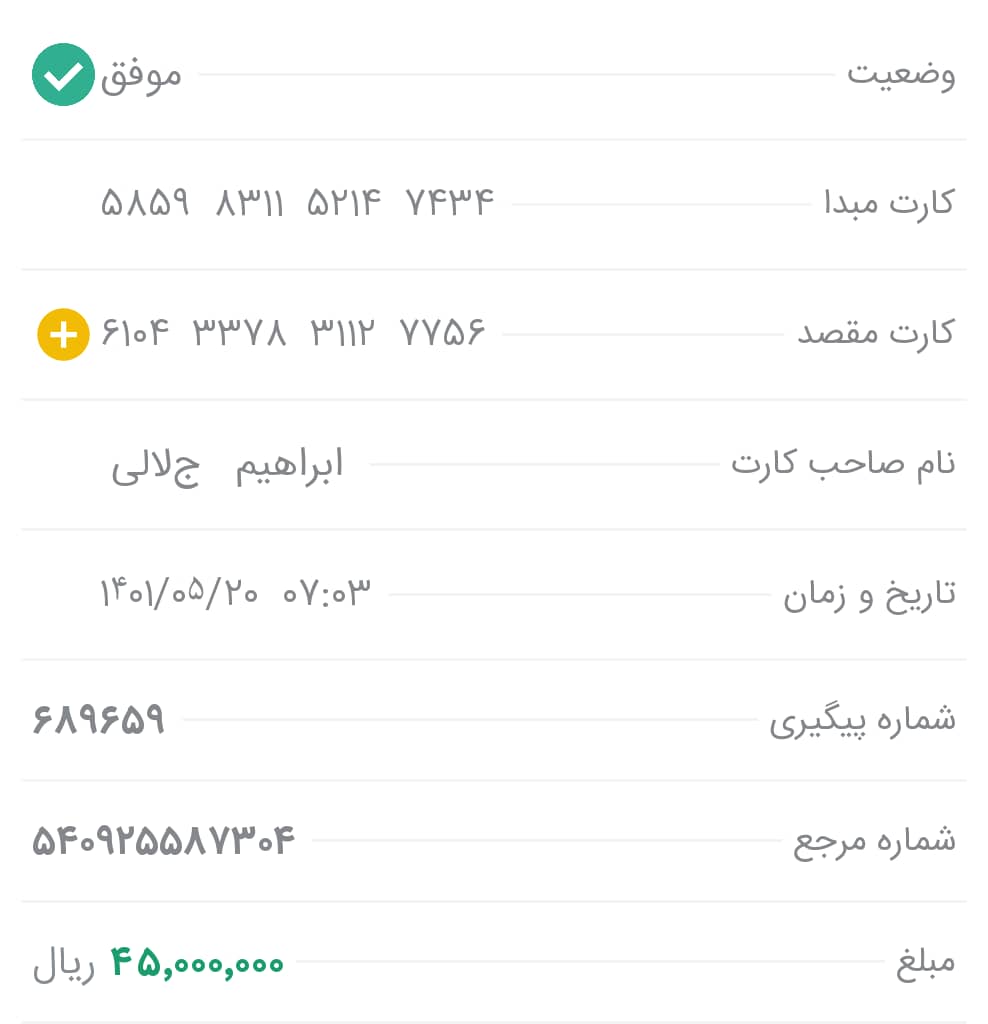 وضعیت موفق
کارت مبدا ۵۸۵۹ ۸۳۱۱ ۵۲۱۴ ۷۴۳۴
کارت مقصد ۶۱۰۴ ۳۳۷۸ ۳۱۱۲ ۷۷۵۶
نام صاحب کارت ابراهیم ج‌لالی
تاریخ و زمان ۱۴۰۱/۰۵/۲۰ ۰۷:۰۳
شماره پیگیری ۶۸۹۶۵۹
شماره مرجع ۵۴۰۹۲۵۵۸۷۳۰۴
مبلغ ۴۵,۰۰۰,۰۰۰ ریال